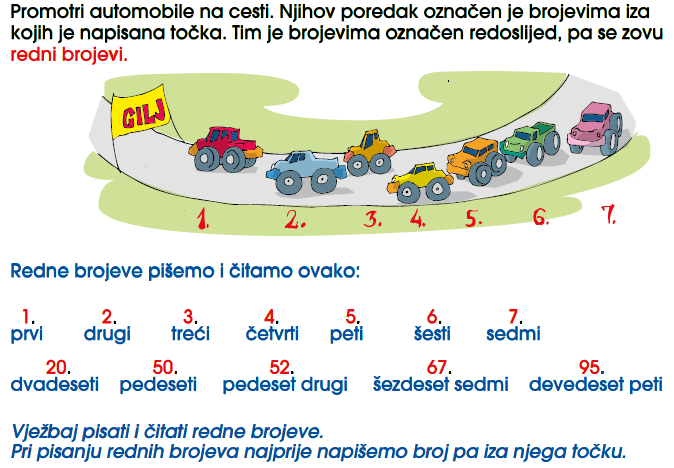 Promotri automobile na cesti. Njihov poredak označen je brojevima iza
kojih je napisana točka. Tim je brojevima označen redoslijed, pa se zovu
redni brojevi.
GILJ
1. 2. 3. 4. 5. 6. 7.
Redne brojeve pišemo i čitamo ovako:
1. 2. 3. 4. 5. 6. 7.
prvi drugi treći četvrti peti šesti sedmi
20. 50. 52. 67. 95.
dvadeseti pedeseti pedeset drugi šezdeset sedmi devedeset peti
Vježbaj pisati i čitati redne brojeve.
Pri pisanju rednih brojeva najprije napišemo broj pa iza njega točku.